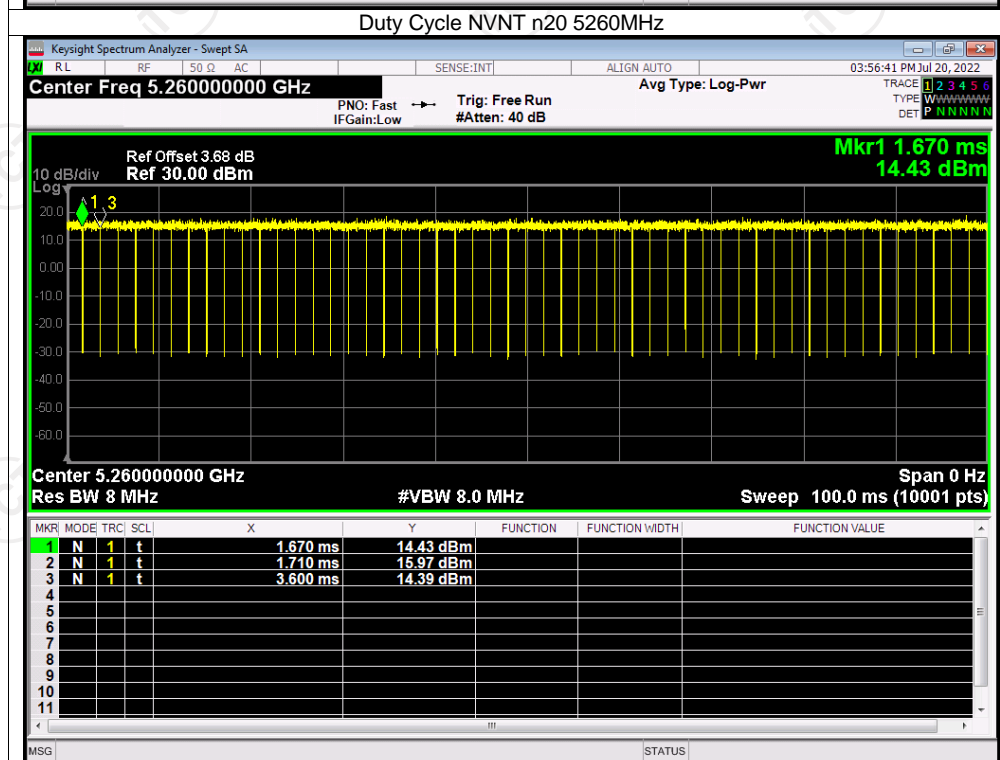 Duty Cycle NVNT n20 5260MHz
Keysight Spectrum Analyzer - Swept SA
LXI RL RF 50 Ω AC SENSE:INT ALIGN AUTO 03:56:41 PM Jul 20, 2022
Center Freq 5.260000000 GHz Avg Type: Log-Pwr TRACE 1 2 3 4 5 6
PNO: Fast Trig: Free Run TYPE WWWWWWW
IFGain:Low #Atten: 40 dB DET P N N N N N
Mkr1 1.670 ms
Ref Offset 3.68 dB
10 dB/div Ref 30.00 dBm 14.43 dBm
Log
1 3
20.0
10.0
0.00
-10.0
-20.0
-30.0
-40.0
-50.0
-60.0
Center 5.260000000 GHz Span 0 Hz
Res BW 8 MHz #VBW 8.0 MHz Sweep 100.0 ms (10001 pts)
MKR MODE TRC SCL X Y FUNCTION FUNCTION WIDTH FUNCTION VALUE
1 N 1 t 1.670 ms 14.43 dBm
2 N 1 t 1.710 ms 15.97 dBm
3 N 1 t 3.600 ms 14.39 dBm
4
5
6
7
8
9
10
11
MSG STATUS